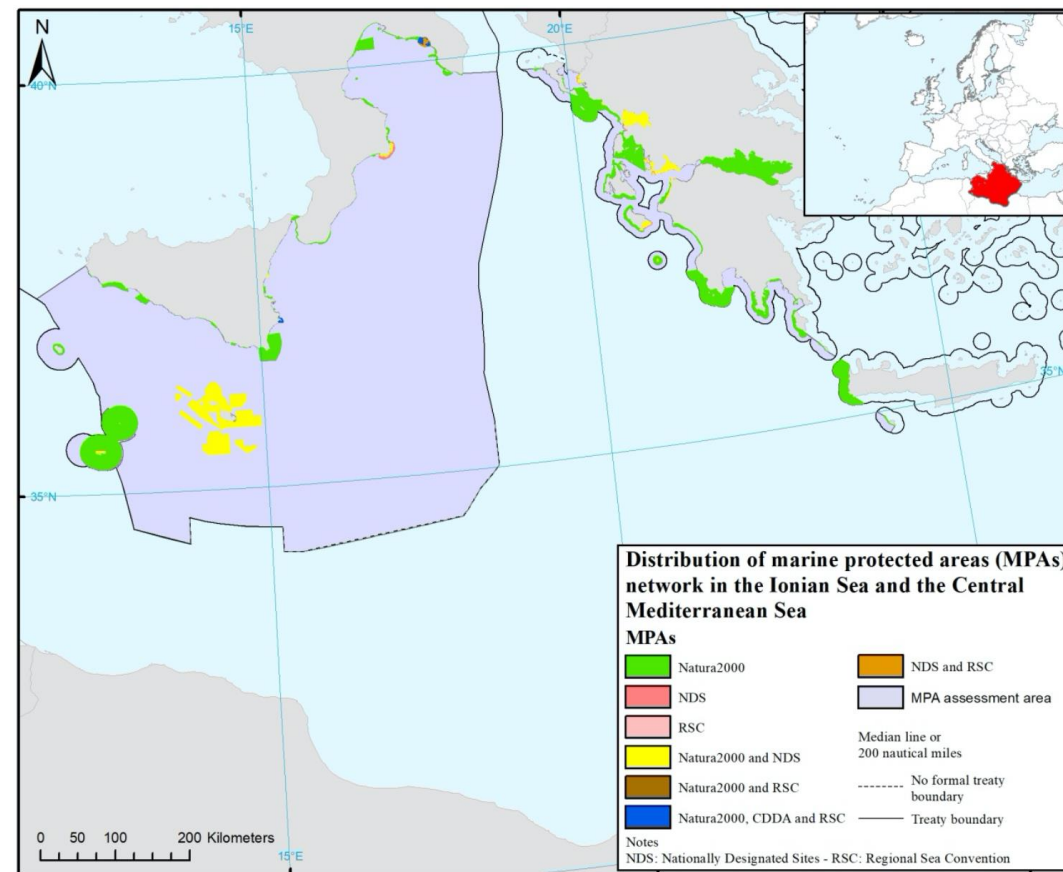 N
15°E
20°E
40°N
35°N
35°N
15°E
0 50 100 200 Kilometers
Distribution of marine protected areas (MPAs)
network in the Ionian Sea and the Central
Mediterranean Sea
MPAs
Natura2000
NDS
RSC
Natura2000 and NDS
Natura2000 and RSC
Natura2000, CDDA and RSC
NDS and RSC
MPA assessment area
Median line or
200 nautical miles
No formal treaty
boundary
Treaty boundary
Notes
NDS: Nationally Designated Sites - RSC: Regional Sea Convention